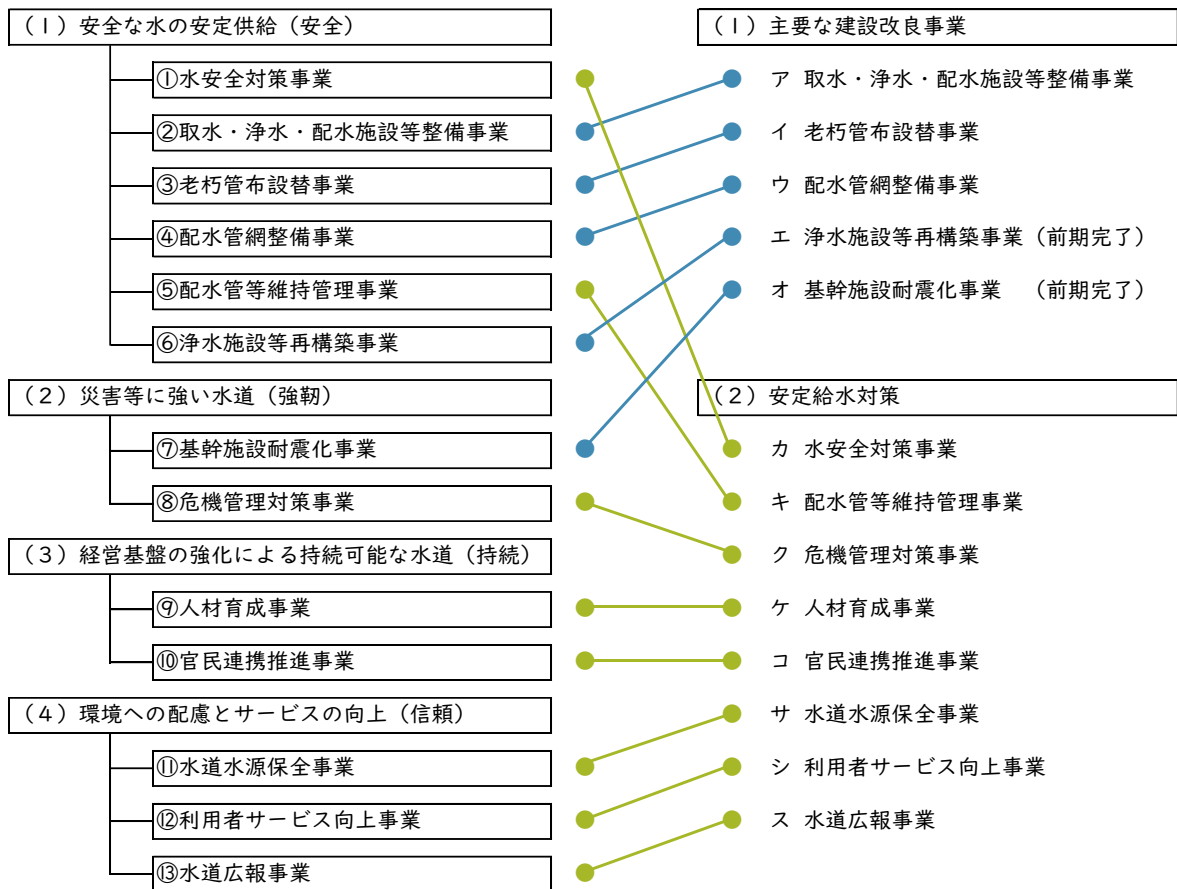 （１）安全な水の安定供給（安全）
①水安全対策事業
②取水・浄水・配水施設等整備事業
③老朽管布設替事業
④配水管網整備事業
⑤配水管等維持管理事業
⑥浄水施設等再構築事業
（２）災害等に強い水道（強靭）
⑦基幹施設耐震化事業
⑧危機管理対策事業
（３）経営基盤の強化による持続可能な水道（持続）
⑨人材育成事業
⑩官民連携推進事業
（４）環境への配慮とサービスの向上（信頼）
⑪水道水源保全事業
⑫利用者サービス向上事業
⑬水道広報事業
（１）主要な建設改良事業
ア 取水・浄水・配水施設等整備事業
イ 老朽管布設替事業
ウ 配水管網整備事業
エ 浄水施設等再構築事業（前期完了）
オ 基幹施設耐震化事業　（前期完了）
（２）安定給水対策
カ 水安全対策事業
キ 配水管等維持管理事業
ク 危機管理対策事業
ケ 人材育成事業
コ 官民連携推進事業
サ 水道水源保全事業
シ 利用者サービス向上事業
ス 水道広報事業